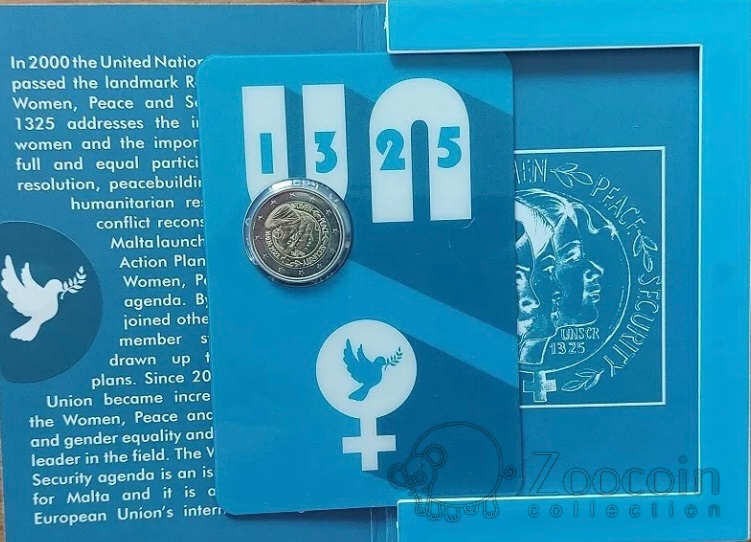 In 2000 the United Nation
passed the landmark R
Women, Peace and Se
1325 addresses the i
women and the impor
full and equal partici
resolution, peacebuildin
humanitarian res
conflict recons
Malta launch
Action Plan
Women, Pe
agenda. By
joined othe
member s
drawn up t
plans. Since 20
Union became incre
the Women, Peace and
and gender equality and
leader in the field. The W
Security agenda is an is
for Malta and it is a
European Union's intern
UN
1325
MEN PEACE SECURITY
UNSCR
1325
Zoocoin
collection